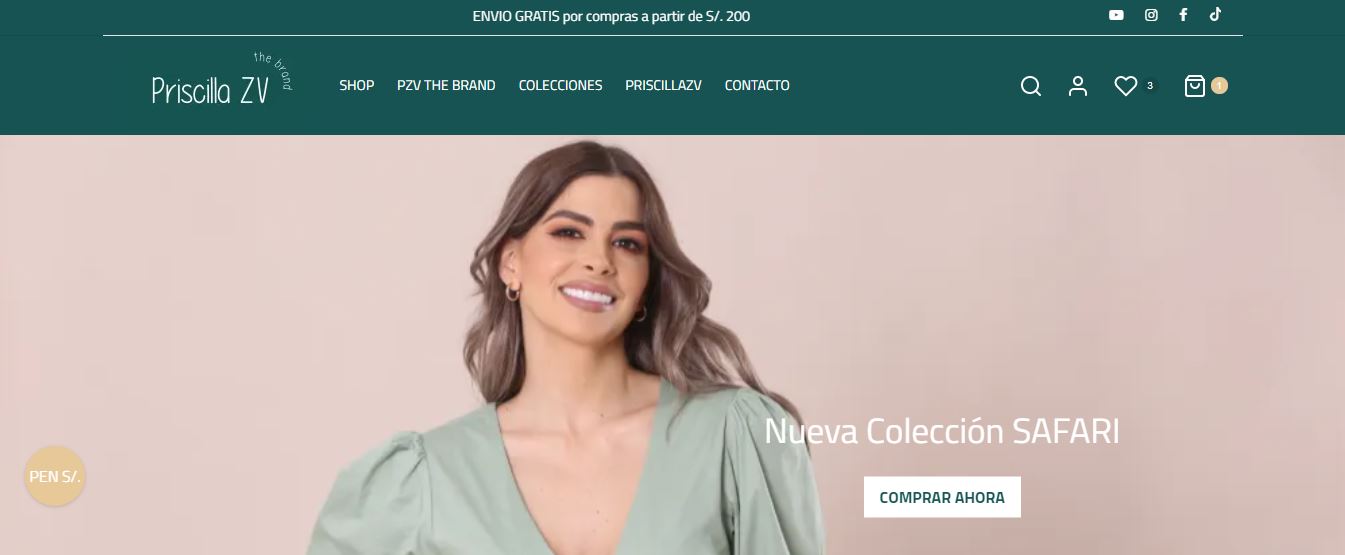 ENVIO GRATIS por compras a partir de S/. 200
the brand
Priscilla ZV
SHOP PZV THE BRAND COLECCIONES PRISCILLAZV CONTACTO
3
1
Nueva Colección SAFARI
PEN S/.
COMPRAR AHORA